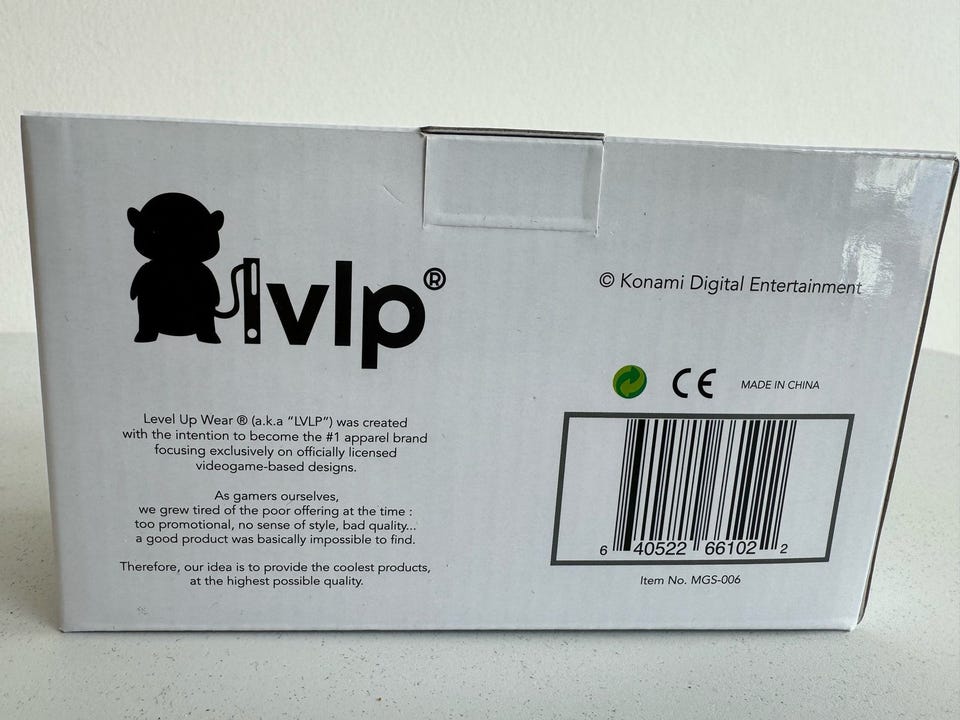 lvlp®
© Konami Digital Entertainment
CE MADE IN CHINA
Level Up Wear ® (a.k.a “LVLP”) was created
with the intention to become the #1 apparel brand
focusing exclusively on officially licensed
videogame-based designs.
As gamers ourselves,
we grew tired of the poor offering at the time :
too promotional, no sense of style, bad quality...
a good product was basically impossible to find.
Therefore, our idea is to provide the coolest products,
at the highest possible quality.
6 40522 66102 2
Item No. MGS-006